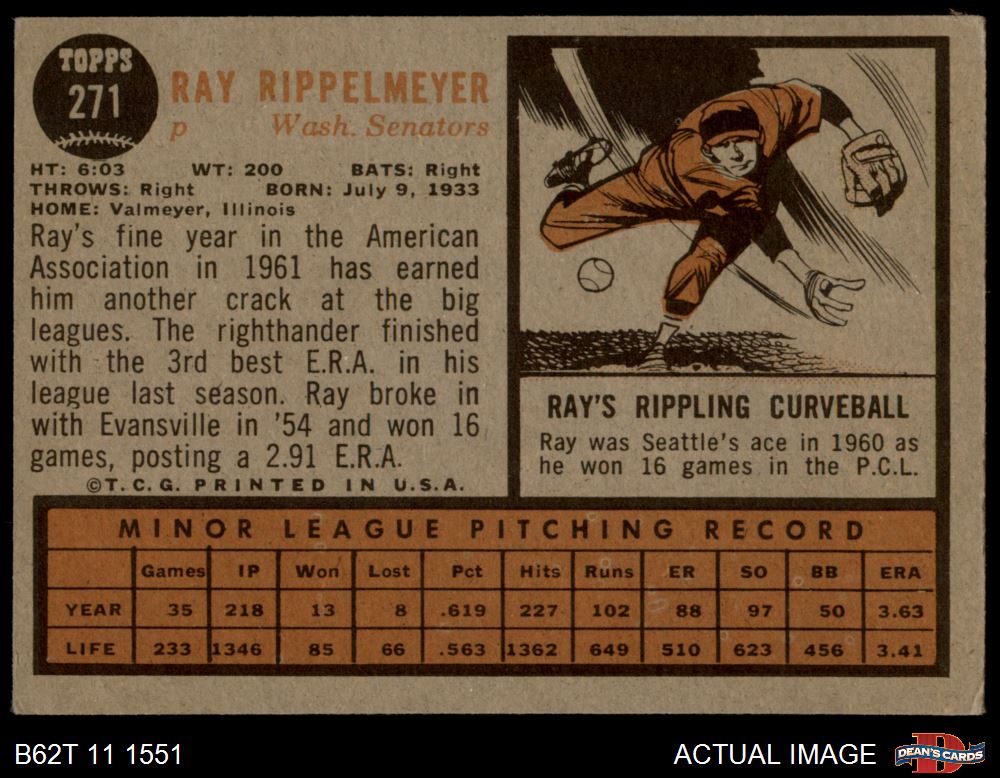 TOPPS
271
RAY RIPPELMEYER
p Wash. Senators
HT: 6:03 WT: 200 BATS: Right
THROWS: Right BORN: July 9, 1933
HOME: Valmeyer, Illinois
Ray's fine year in the American
Association in 1961 has earned
him another crack at the big
leagues. The righthander finished
with the 3rd best E.R.A. in his
league last season. Ray broke in
with Evansville in '54 and won 16
games, posting a 2.91 E.R.A.
©T.C.G. PRINTED IN U.S.A.
RAY'S RIPPLING CURVEBALL
Ray was Seattle's ace in 1960 as
he won 16 games in the P.C.L.
MINOR LEAGUE PITCHING RECORD
Games IP Won Lost Pct Hits Runs ER SO BB ERA
YEAR 35 218 13 8 .619 227 102 88 97 50 3.63
LIFE 233 1346 85 66 .563 1362 649 510 623 456 3.41
B62T 11 1551
ACTUAL IMAGE
DEAN'S CARDS